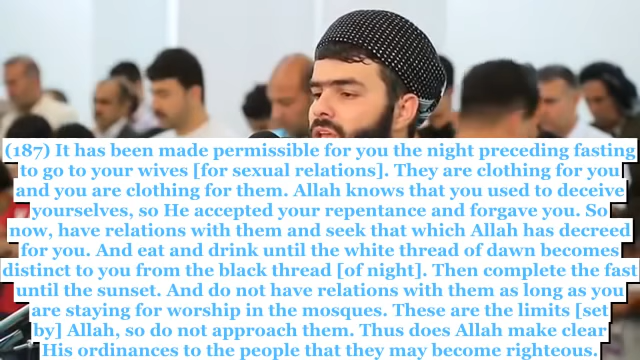 (187) It has been made permissible for you the night preceding fasting
to go to your wives [for sexual relations]. They are clothing for you
and you are clothing for them. Allah knows that you used to deceive
yourselves, so He accepted your repentance and forgave you. So
now, have relations with them and seek that which Allah has decreed
for you. And eat and drink until the white thread of dawn becomes
distinct to you from the black thread [of night]. Then complete the fast
until the sunset. And do not have relations with them as long as you
are staying for worship in the mosques. These are the limits [set
by] Allah, so do not approach them. Thus does Allah make clear
His ordinances to the people that they may become righteous.